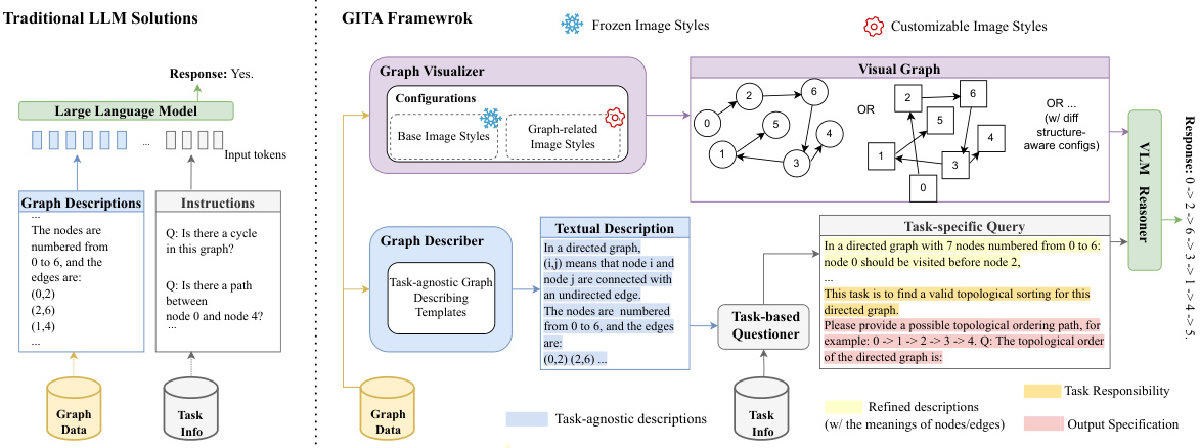 Traditional LLM Solutions
Response: Yes.
Large Language Model
...
Input tokens
Graph Descriptions
...
The nodes are
numbered from
0 to 6, and the
edges are:
(0,2)
(2,6)
(1,4)
...
Instructions
Q: Is there a cycle
in this graph?
Q: Is there a path
between
node 0 and node 4?
...
Graph
Data
Task
Info
GITA Framewrok
Frozen Image Styles
Customizable Image Styles
Graph Visualizer
Configurations
Base Image Styles
Graph-related
Image Styles
Visual Graph
0
2
6
5
1
3
4
OR
2
6
5
1
4
3
0
OR ...
(w/ diff
structure-
aware configs)
Graph Describer
Task-agnostic Graph
Describing
Templates
Textual Description
In a directed graph,
(i,j) means that node i and
node j are connected with
an undirected edge.
The nodes are numbered
from 0 to 6, and the edges
are:
(0,2) (2,6) ...
Task-based
Questioner
Task-specific Query
In a directed graph with 7 nodes numbered from 0 to 6:
node 0 should be visited before node 2,
...
This task is to find a valid topological sorting for this
directed graph.
Please provide a possible topological ordering path, for
example: 0 -> 1 -> 2 -> 3 -> 4. Q: The topological order
of the directed graph is:
VLM Reasoner
Response: 0 -> 2 -> 6 -> 3 -> 1 -> 4 -> 5.
Graph
Data
Task-agnostic descriptions
Task
Info
Refined descriptions
(w/ the meanings of nodes/edges)
Task Responsibility
Output Specification